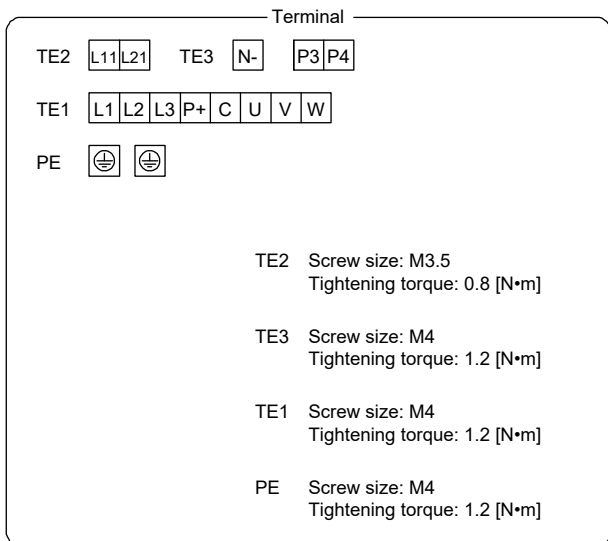 Terminal
TE2 L11 L21 TE3 N- P3 P4
TE1 L1 L2 L3 P+ C U V W
PE
TE2 Screw size: M3.5
Tightening torque: 0.8 [N•m]
TE3 Screw size: M4
Tightening torque: 1.2 [N•m]
TE1 Screw size: M4
Tightening torque: 1.2 [N•m]
PE Screw size: M4
Tightening torque: 1.2 [N•m]